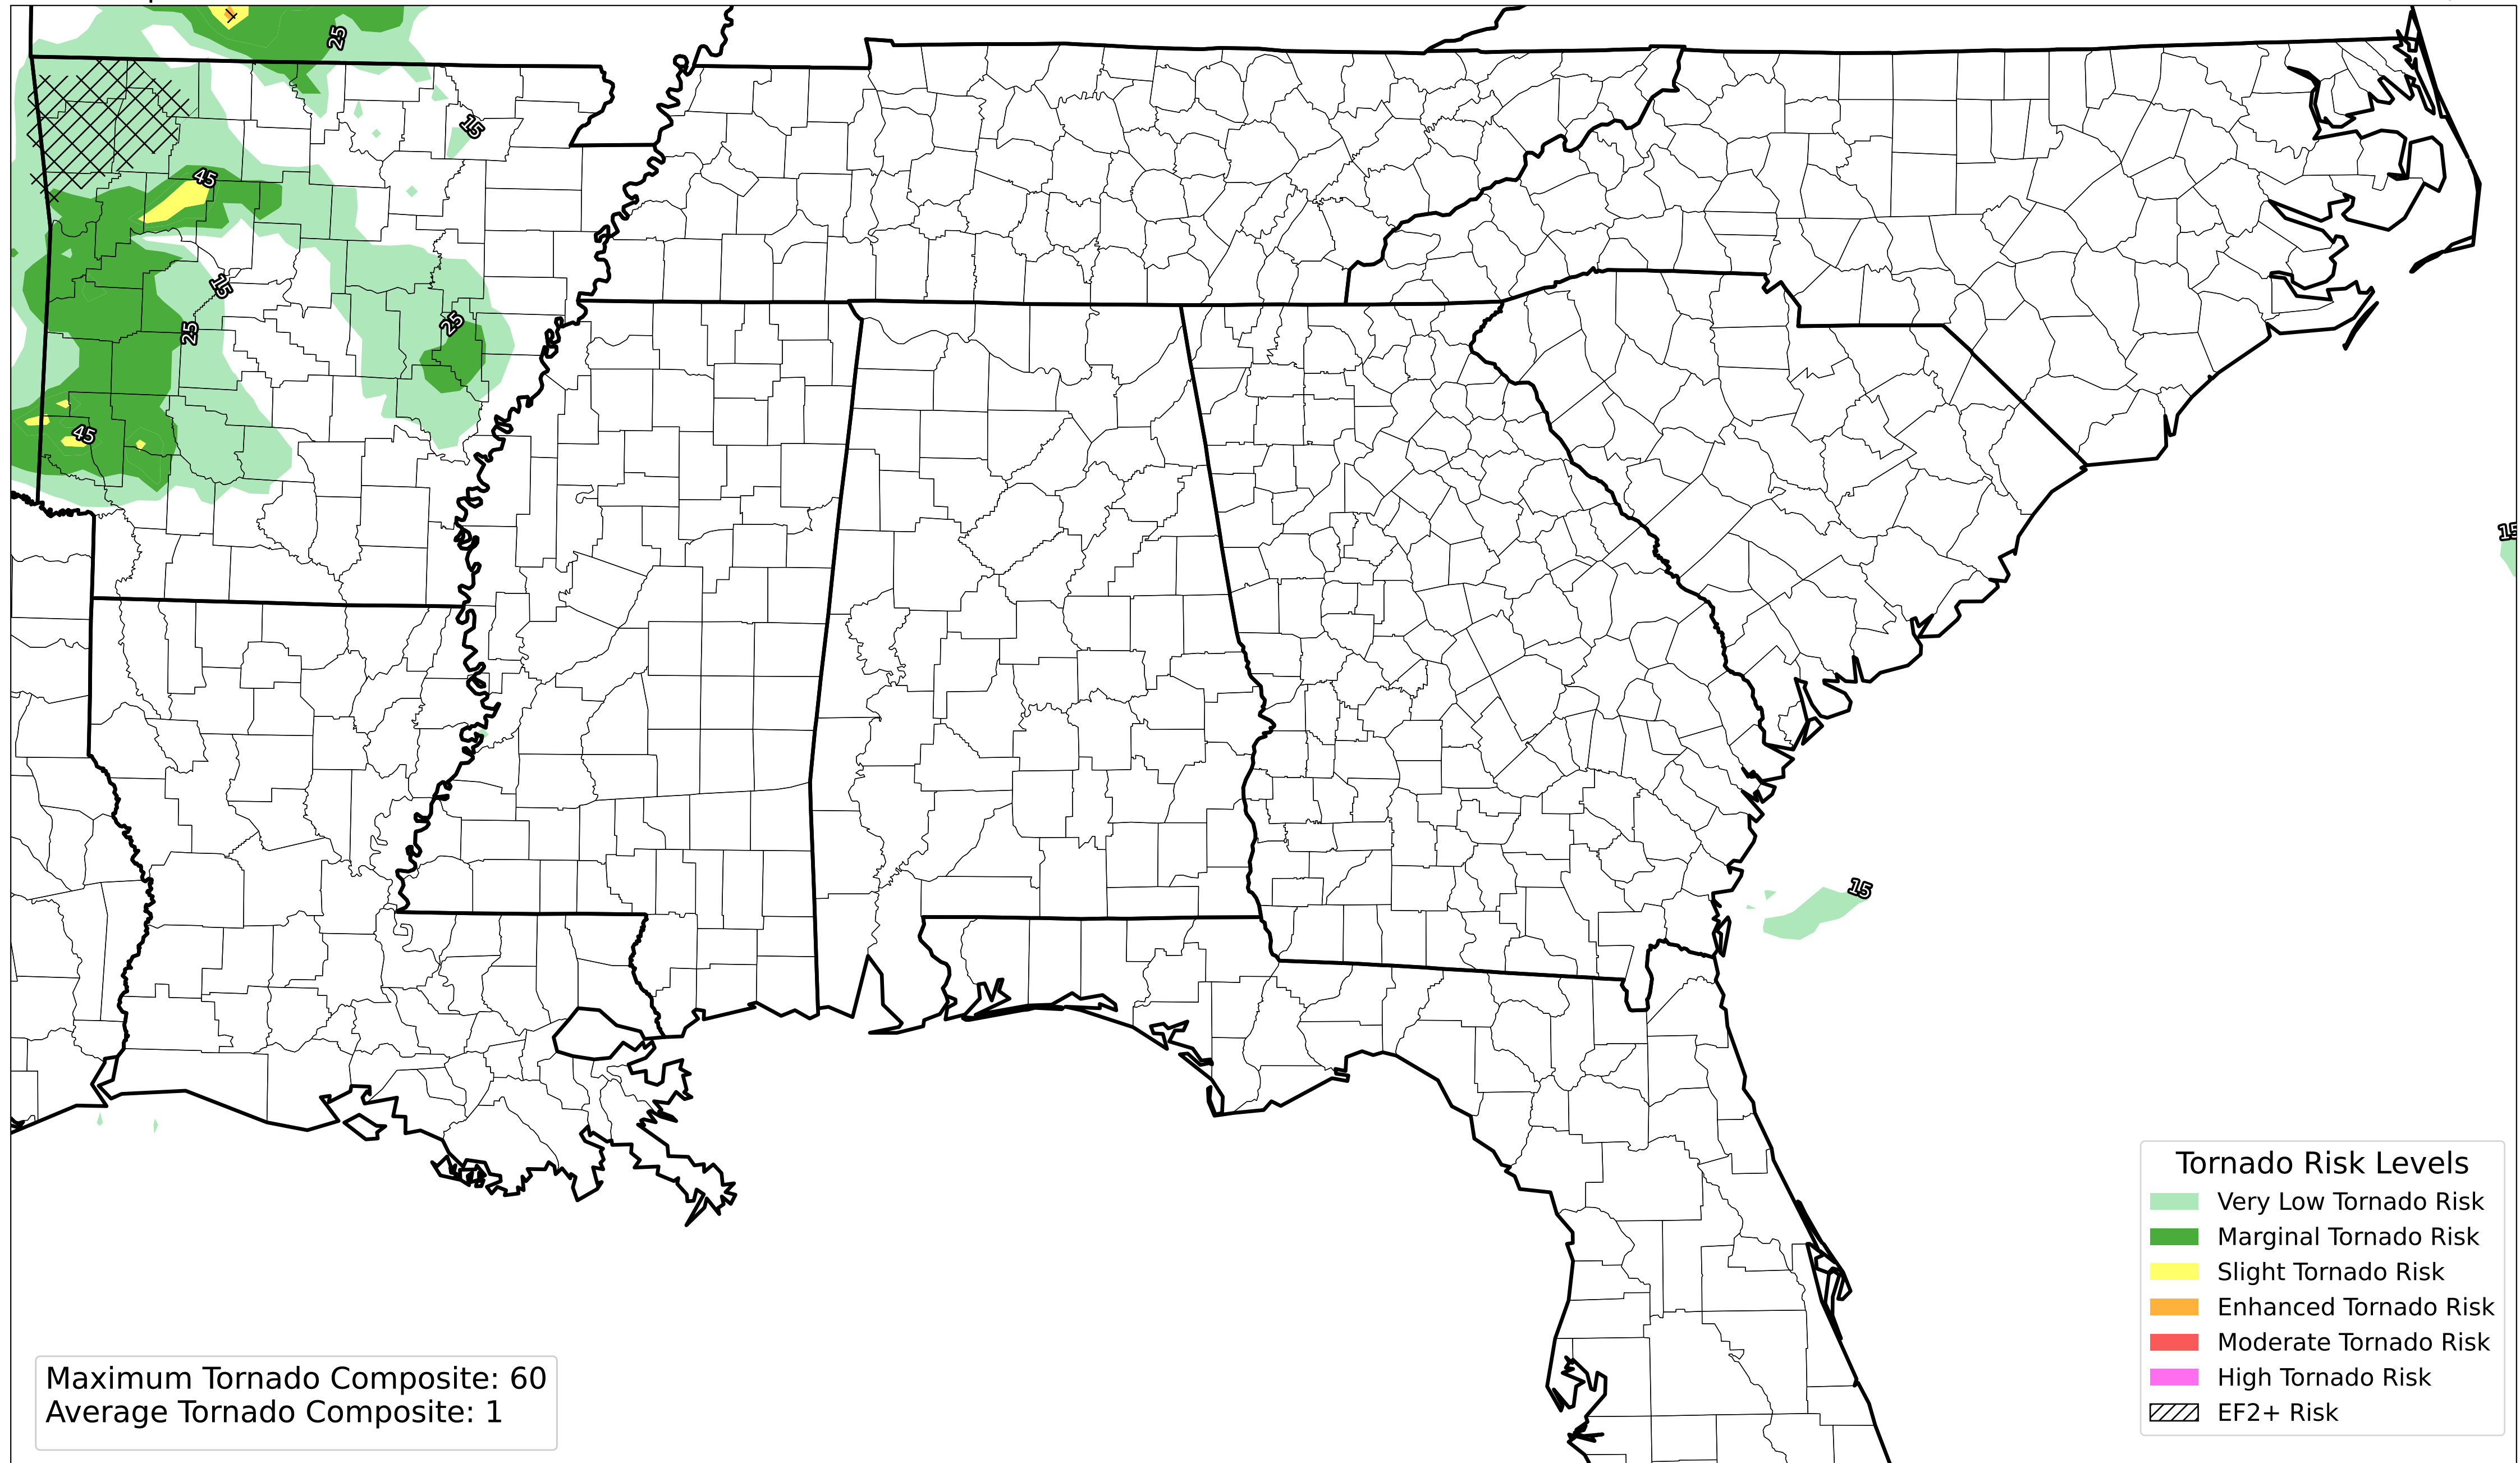 25
15
45
15
25
25
45
15
15
Tornado Risk Levels
Very Low Tornado Risk
Marginal Tornado Risk
Slight Tornado Risk
Enhanced Tornado Risk
Moderate Tornado Risk
High Tornado Risk
EF2+ Risk
Maximum Tornado Composite: 60
Average Tornado Composite: 1